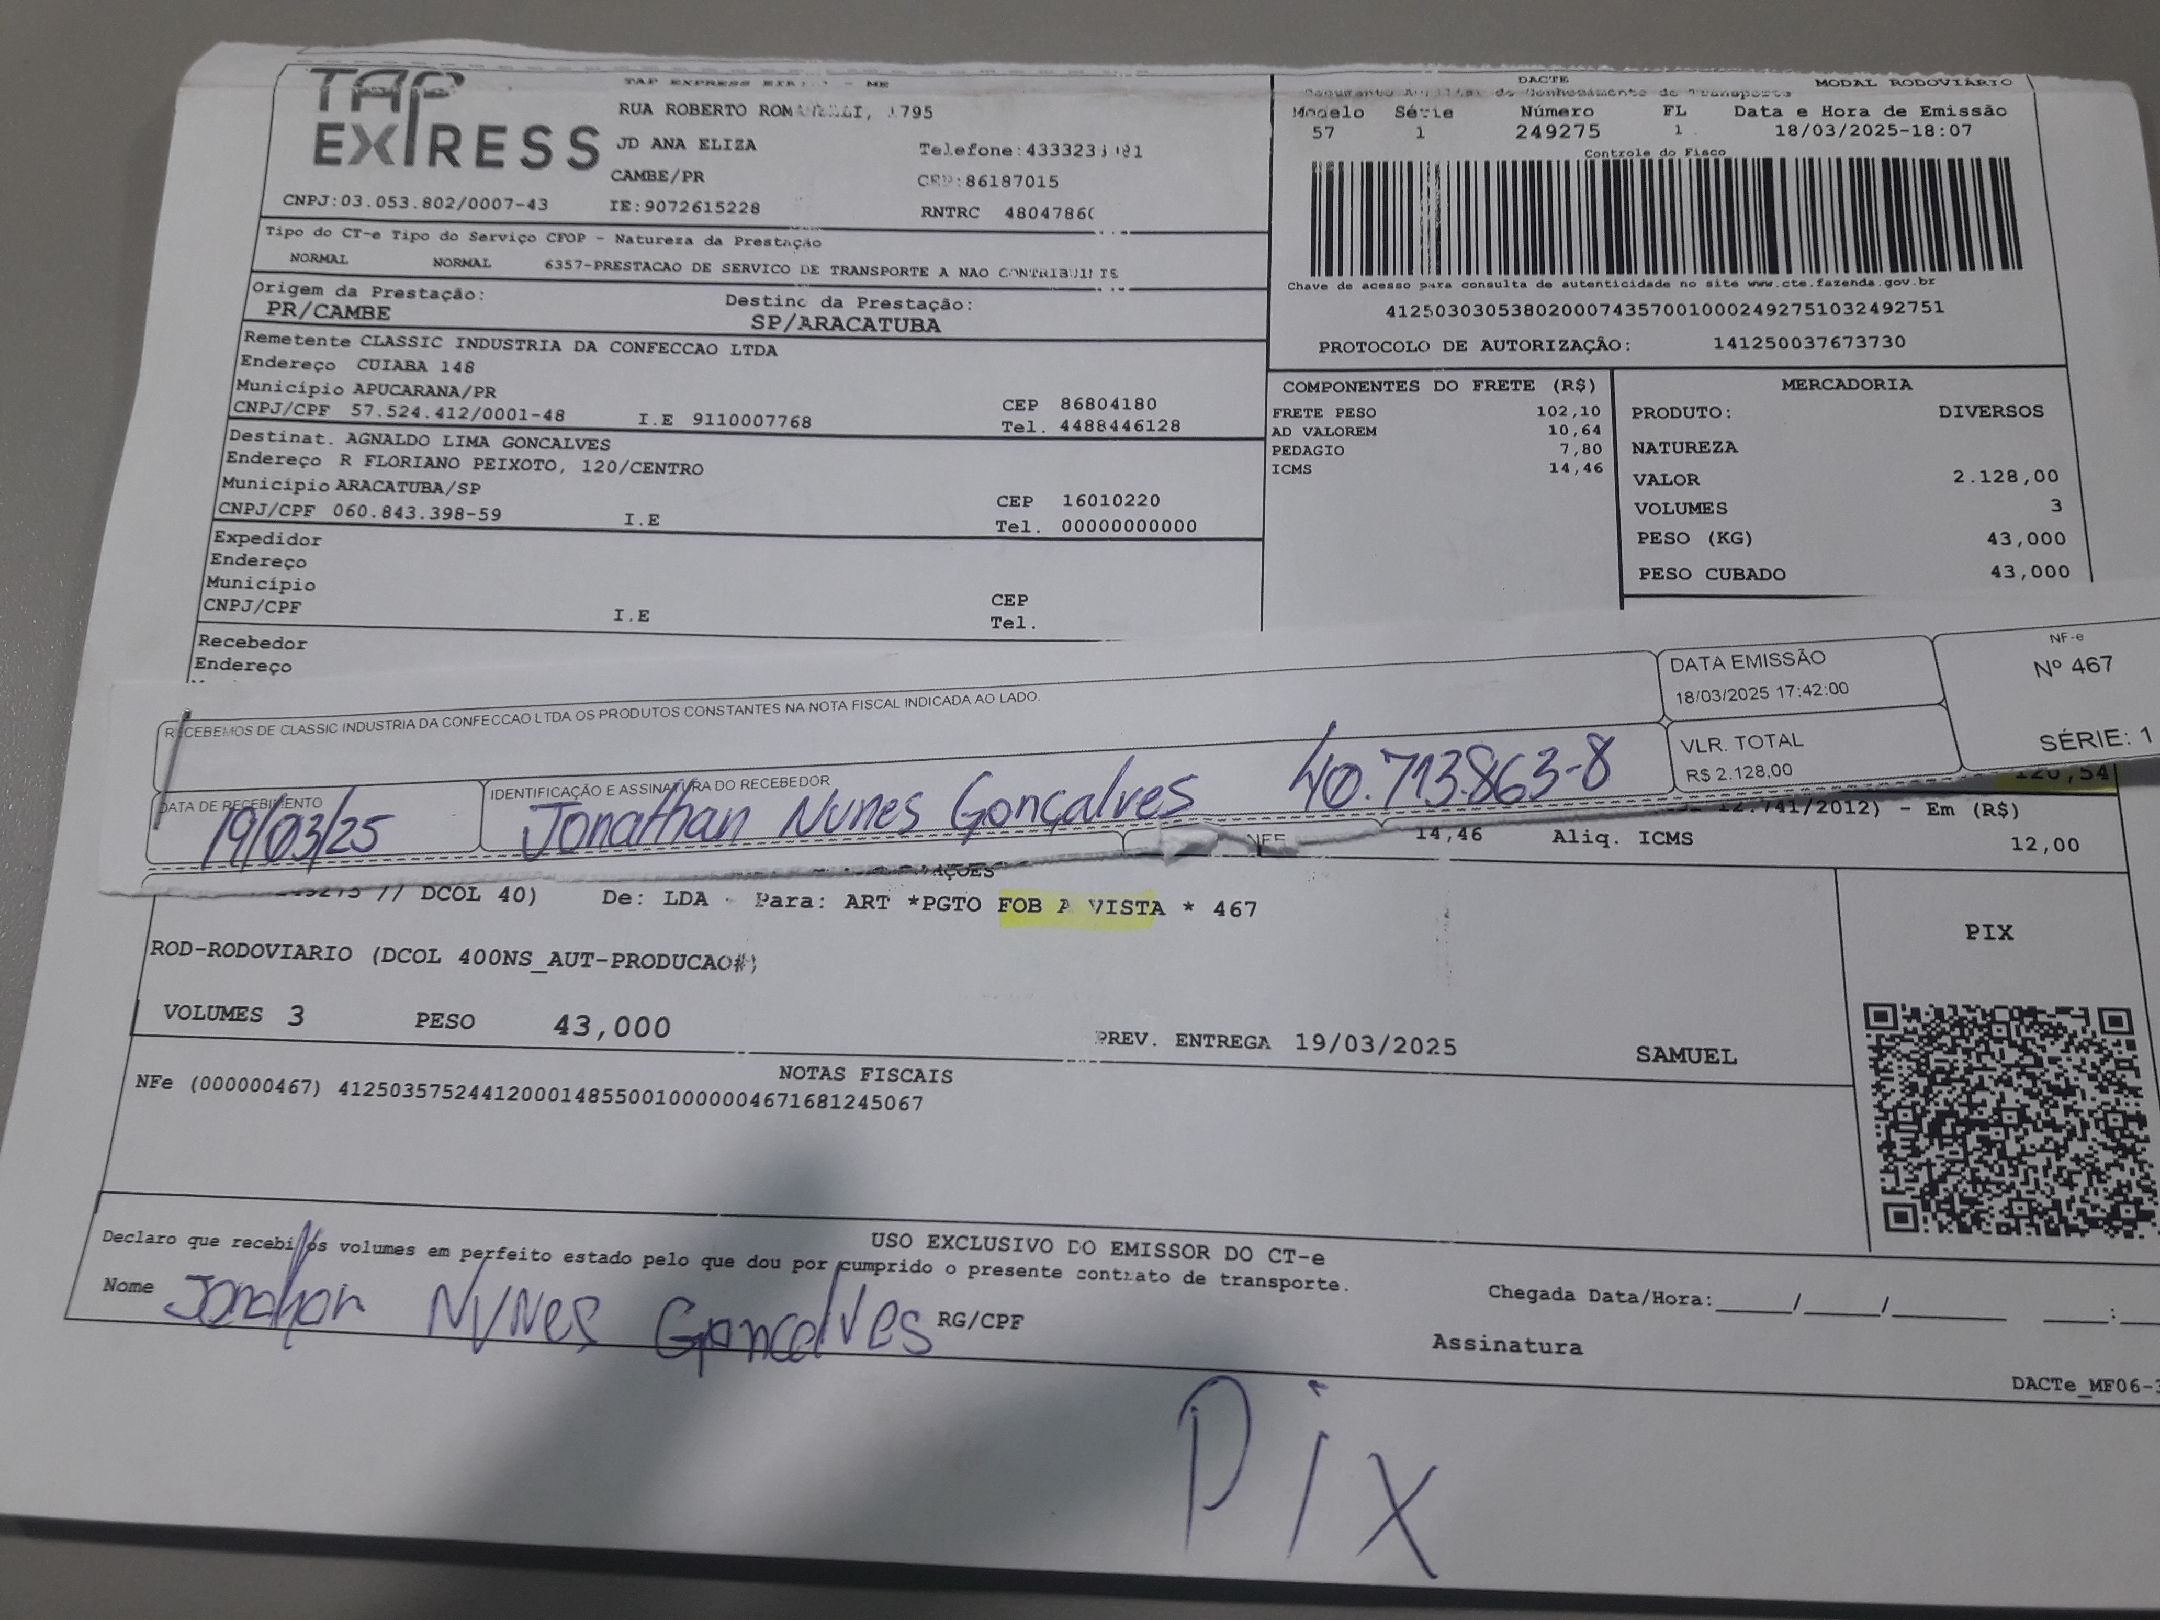 TAP EXPRESS
TAP EXPRESS - ME
RUA ROBERTO 1795
JD ANA ELIZA
CAMBE/PR CEP:86187015
CNPJ:03.053.802/0007-43 IE:9072615228 RNTRC
DACTE MODAL RODOVIÁRIO
Modelo Série Número FL Data e Hora de Emissão
57 1 249275 1 18/03/2025-18:07
Controle do Fisco
Chave de acesso para consulta de autenticidade no site www.cte.fazenda.gov.br
41250303053802000743570010002492751032492751
PROTOCOLO DE AUTORIZAÇÃO: 141250037673730
Tipo do CT-e Tipo do Serviço CFOP - Natureza da Prestação
NORMAL NORMAL 6357-PRESTACAO DE SERVICO DE TRANSPORTE A NAO
Origem da Prestação: Destino da Prestação:
PR/CAMBE SP/ARACATUBA
Remetente CLASSIC INDUSTRIA DA CONFECCAO LTDA
Endereço CUIABA 148
Município APUCARANA/PR CEP 86804180
CNPJ/CPF 57.524.412/0001-48 I.E 9110007768 Tel. 4488446128
Destinat. AGNALDO LIMA GONCALVES
Endereço R FLORIANO PEIXOTO, 120/CENTRO
Município ARACATUBA/SP CEP 16010220
CNPJ/CPF 060.843.398-59 I.E Tel. 00000000000
Expedidor
Endereço
Município CEP
CNPJ/CPF I.E Tel.
Recebedor
Endereço
COMPONENTES DO FRETE (R$)
FRETE PESO 102,10
AD VALOREM 10,64
PEDAGIO 7,80
ICMS 14,46
MERCADORIA
PRODUTO: DIVERSOS
NATUREZA
VALOR 2.128,00
VOLUMES 3
PESO (KG) 43,000
PESO CUBADO 43,000
RECEBEMOS DE CLASSIC INDUSTRIA DA CONFECCAO LTDA OS PRODUTOS CONSTANTES NA NOTA FISCAL INDICADA AO LADO.
DATA EMISSÃO
18/03/2025 17:42:00
VLR. TOTAL
R$ 2.128,00
NF-e
Nº 467
SÉRIE: 1
DATA DE RECEBIMENTO
19/03/25
IDENTIFICAÇÃO E ASSINATURA DO RECEBEDOR
Jonathan Nunes Gonçalves 40.713.863-8
12.741/2012) - Em (R$)
14,46 Aliq. ICMS 12,00
// DCOL 40) De: LDA - Para: ART *PGTO FOB A VISTA * 467
ROD-RODOVIARIO (DCOL 400NS_AUT-PRODUCAO#)
VOLUMES 3 PESO 43,000 PREV. ENTREGA 19/03/2025 SAMUEL
PIX
NOTAS FISCAIS
NFe (000000467) 41250357524412000148550010000004671681245067
USO EXCLUSIVO DO EMISSOR DO CT-e
Declaro que recebi os volumes em perfeito estado pelo que dou por cumprido o presente contrato de transporte.
Nome Jonathan Nunes Goncalves RG/CPF
Chegada Data/Hora:_____/_____/_______ ____:
Assinatura
DACTe_MF06-
Pix